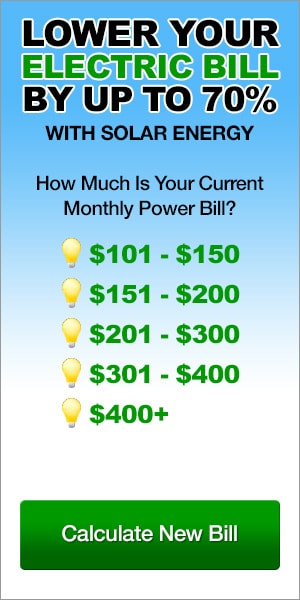 LOWER YOUR
ELECTRIC BILL
BY UP TO 70%
WITH SOLAR ENERGY
How Much Is Your Current
Monthly Power Bill?
$101 - $150
$151 - $200
$201 - $300
$301 - $400
$400+
Calculate New Bill